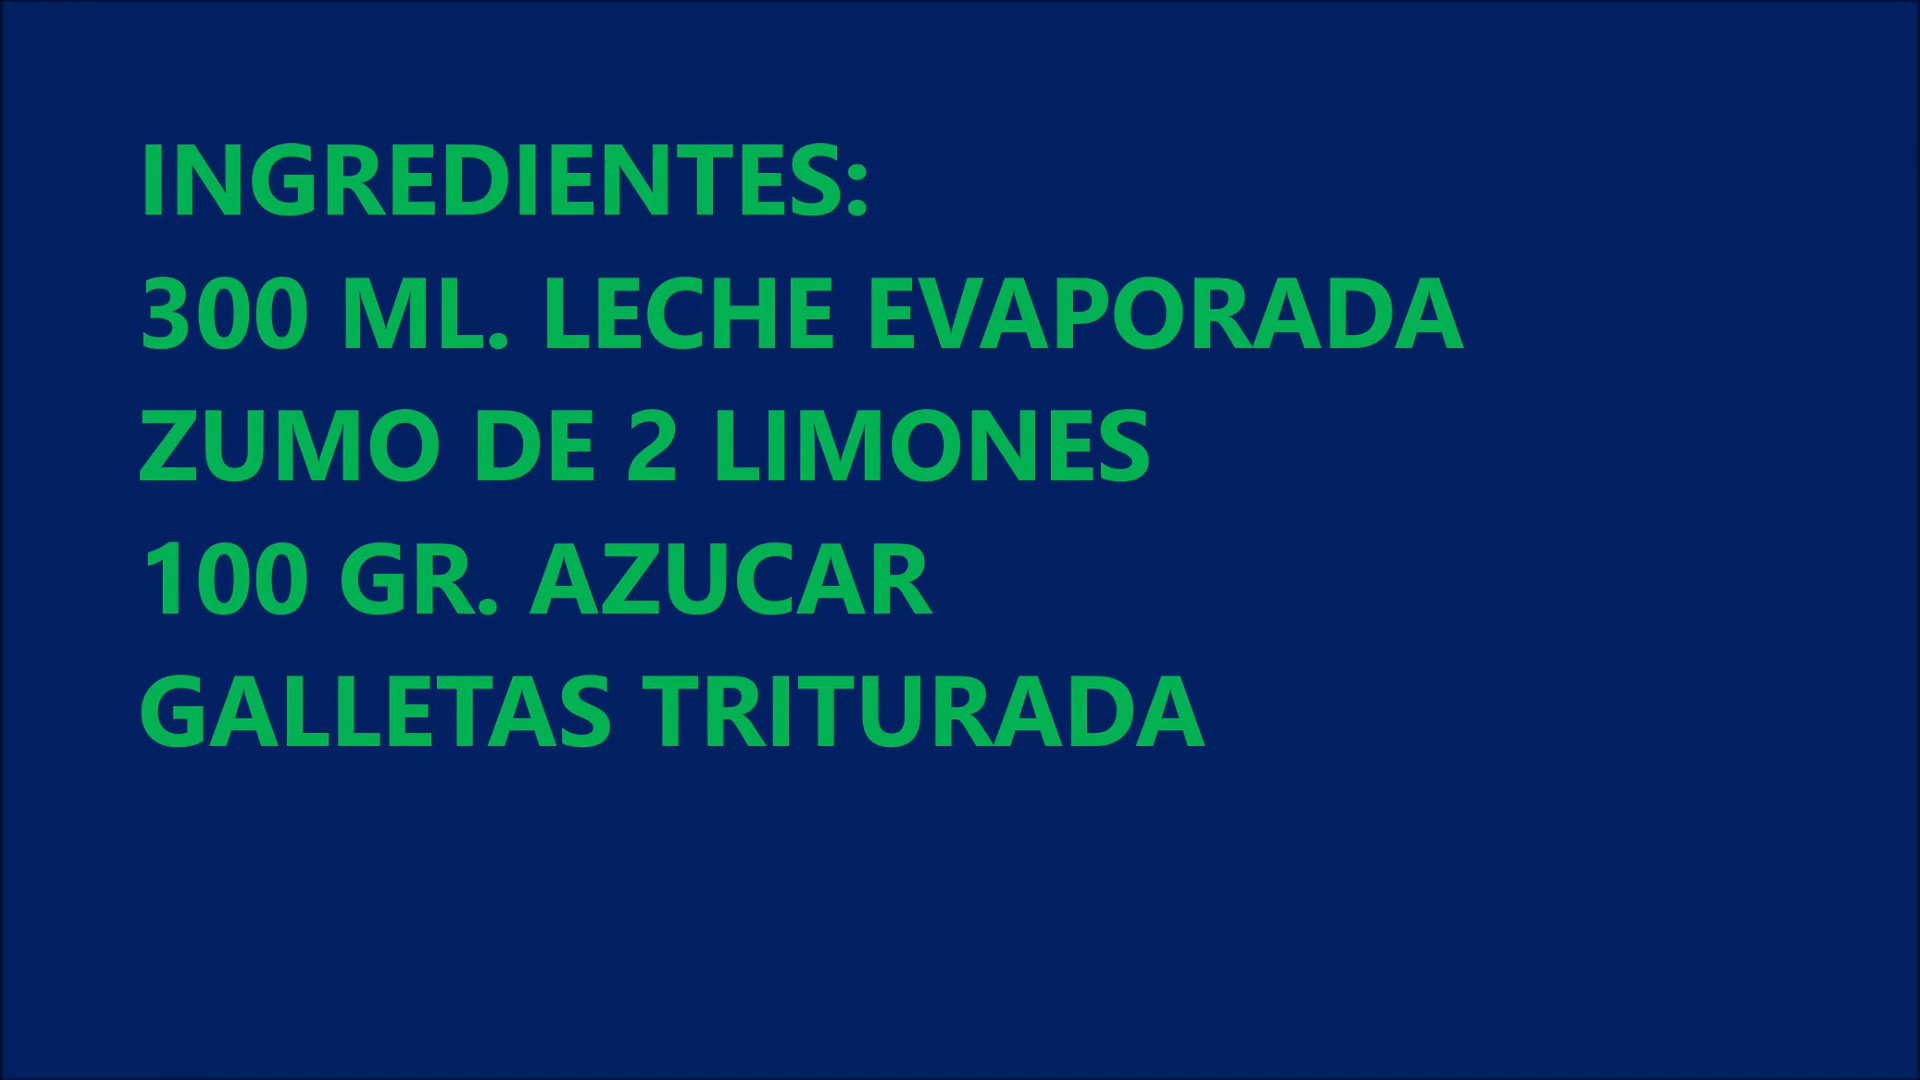 INGREDIENTES:
300 ML. LECHE EVAPORADA
ZUMO DE 2 LIMONES
100 GR. AZUCAR
GALLETAS TRITURADA